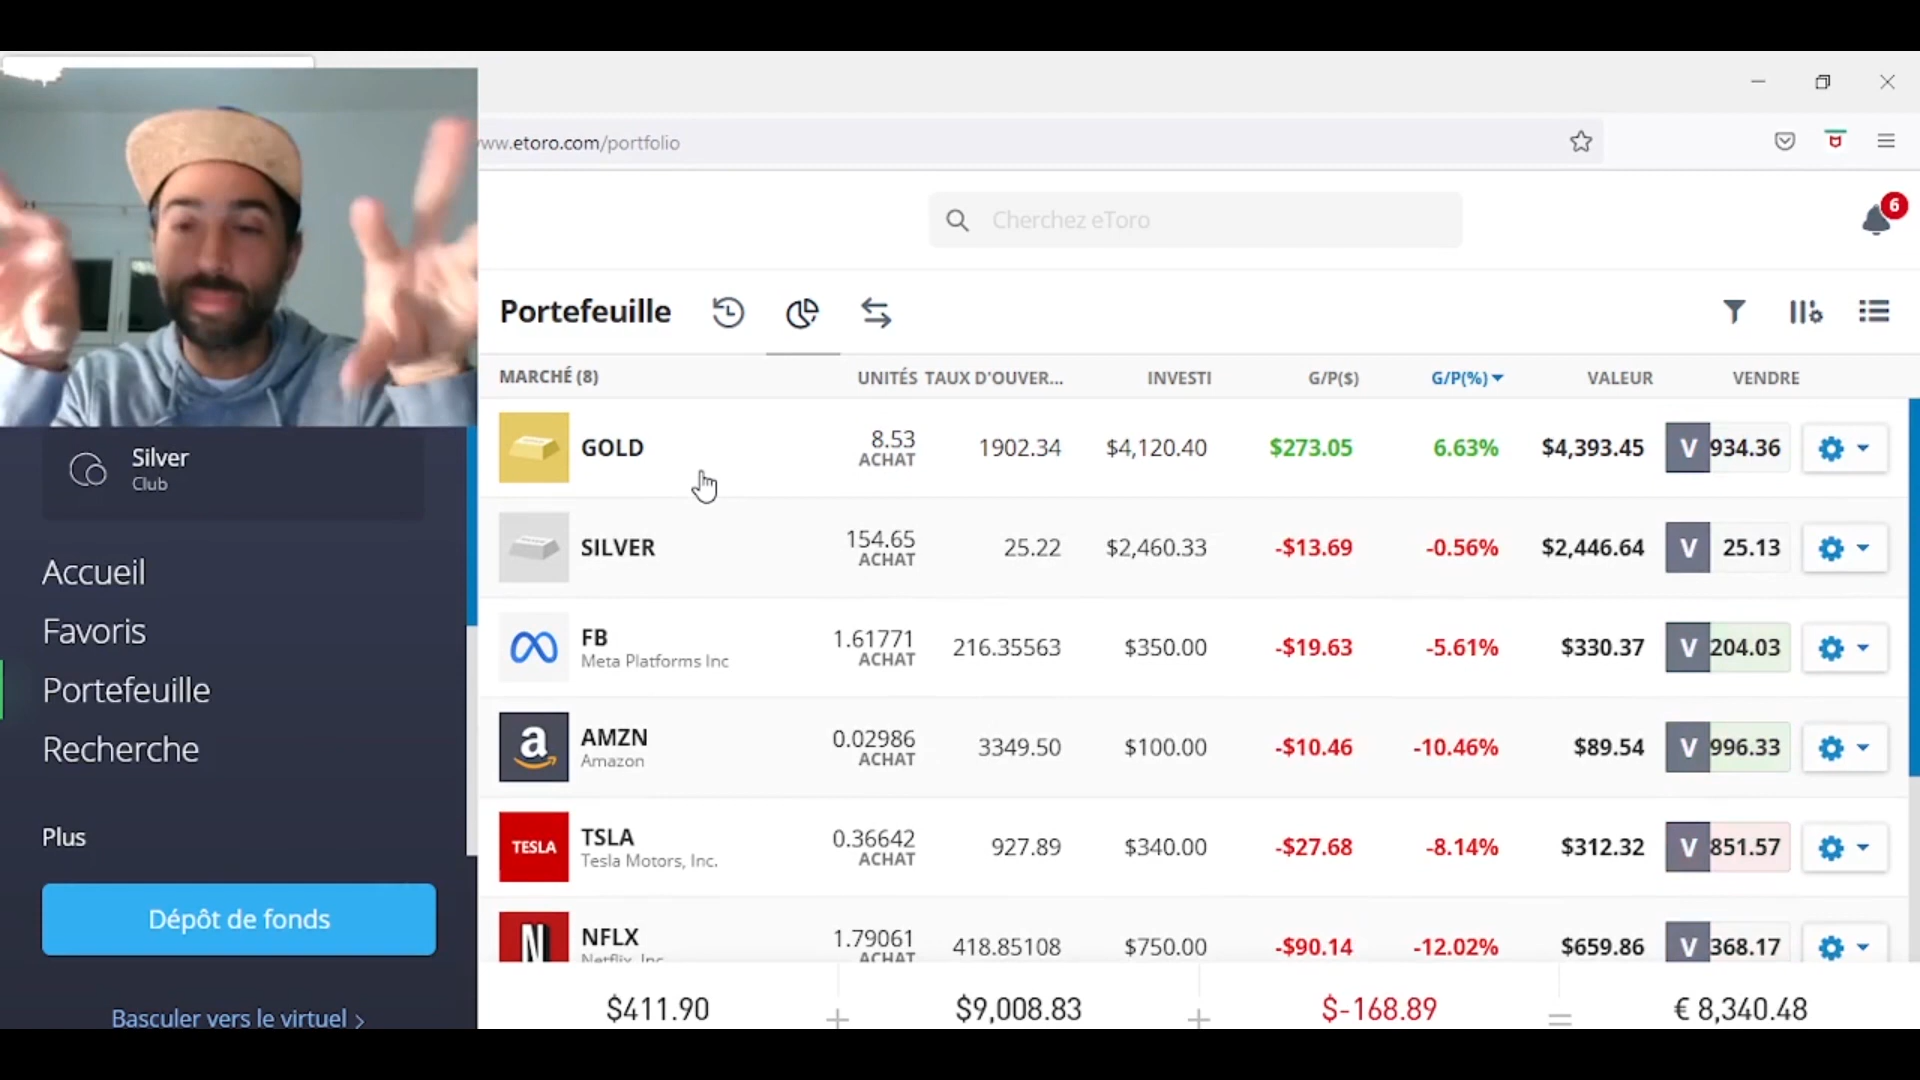 www.etoro.com/portfolio
Cherchez eToro
6
Portefeuille
MARCHÉ (8) UNITÉS TAUX D'OUVER... INVESTI G/P($) G/P(%) VALEUR VENDRE
GOLD 8.53 ACHAT 1902.34 $4,120.40 $273.05 6.63% $4,393.45 V 934.36
SILVER 154.65 ACHAT 25.22 $2,460.33 -$13.69 -0.56% $2,446.64 V 25.13
FB Meta Platforms Inc 1.61771 ACHAT 216.35563 $350.00 -$19.63 -5.61% $330.37 V 204.03
a AMZN Amazon 0.02986 ACHAT 3349.50 $100.00 -$10.46 -10.46% $89.54 V 996.33
TESLA TSLA Tesla Motors, Inc. 0.36642 ACHAT 927.89 $340.00 -$27.68 -8.14% $312.32 V 851.57
N NFLX Netflix, Inc. 1.79061 ACHAT 418.85108 $750.00 -$90.14 -12.02% $659.86 V 368.17
$411.90 + $9,008.83 + $-168.89 = € 8,340.48
Silver
Club
Accueil
Favoris
Portefeuille
Recherche
Plus
Dépôt de fonds
Basculer vers le virtuel >